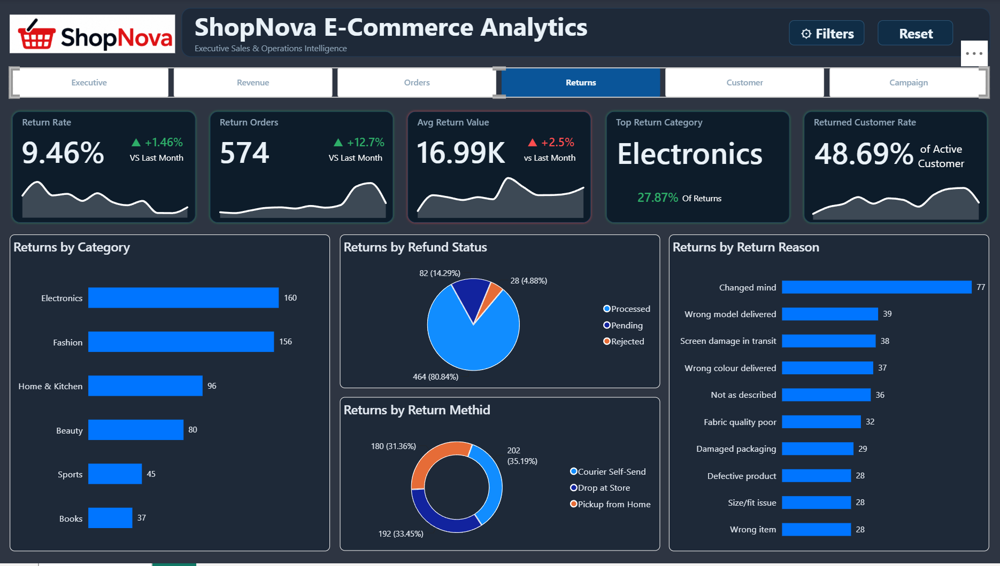 ShopNova
ShopNova E-Commerce Analytics
Executive Sales & Operations Intelligence
Filters
Reset
Executive
Revenue
Orders
Returns
Customer
Campaign
Return Rate
9.46%
▲ +1.46%
VS Last Month
Return Orders
574
▲ +12.7%
VS Last Month
Avg Return Value
16.99K
▲ +2.5%
vs Last Month
Top Return Category
Electronics
27.87% Of Returns
Returned Customer Rate
48.69%
of Active
Customer
Returns by Category
Electronics 160
Fashion 156
Home & Kitchen 96
Beauty 80
Sports 45
Books 37
Returns by Refund Status
82 (14.29%)
28 (4.88%)
464 (80.84%)
Processed
Pending
Rejected
Returns by Return Methid
180 (31.36%)
202
(35.19%)
192 (33.45%)
Courier Self-Send
Drop at Store
Pickup from Home
Returns by Return Reason
Changed mind 77
Wrong model delivered 39
Screen damage in transit 38
Wrong colour delivered 37
Not as described 36
Fabric quality poor 32
Damaged packaging 29
Defective product 28
Size/fit issue 28
Wrong item 28